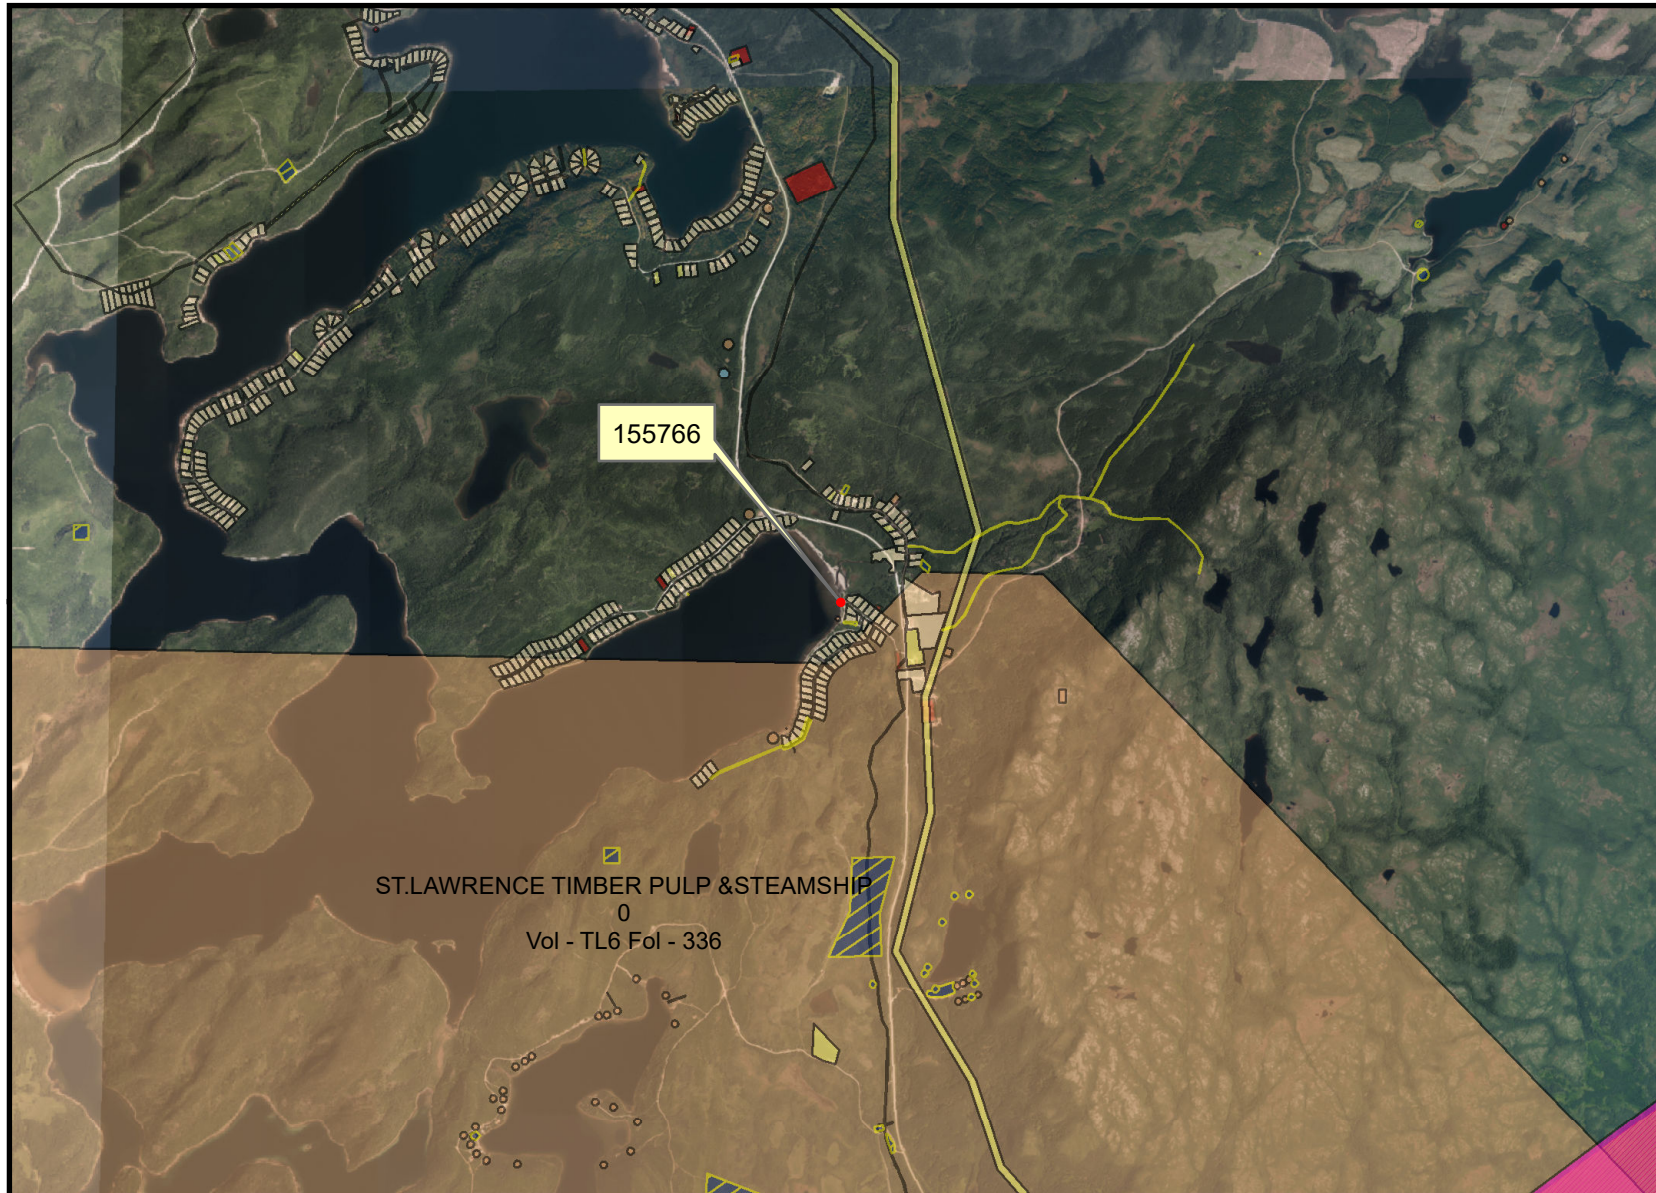 155766
ST.LAWRENCE TIMBER PULP &STEAMSHIP
0
Vol - TL6 Fol - 336